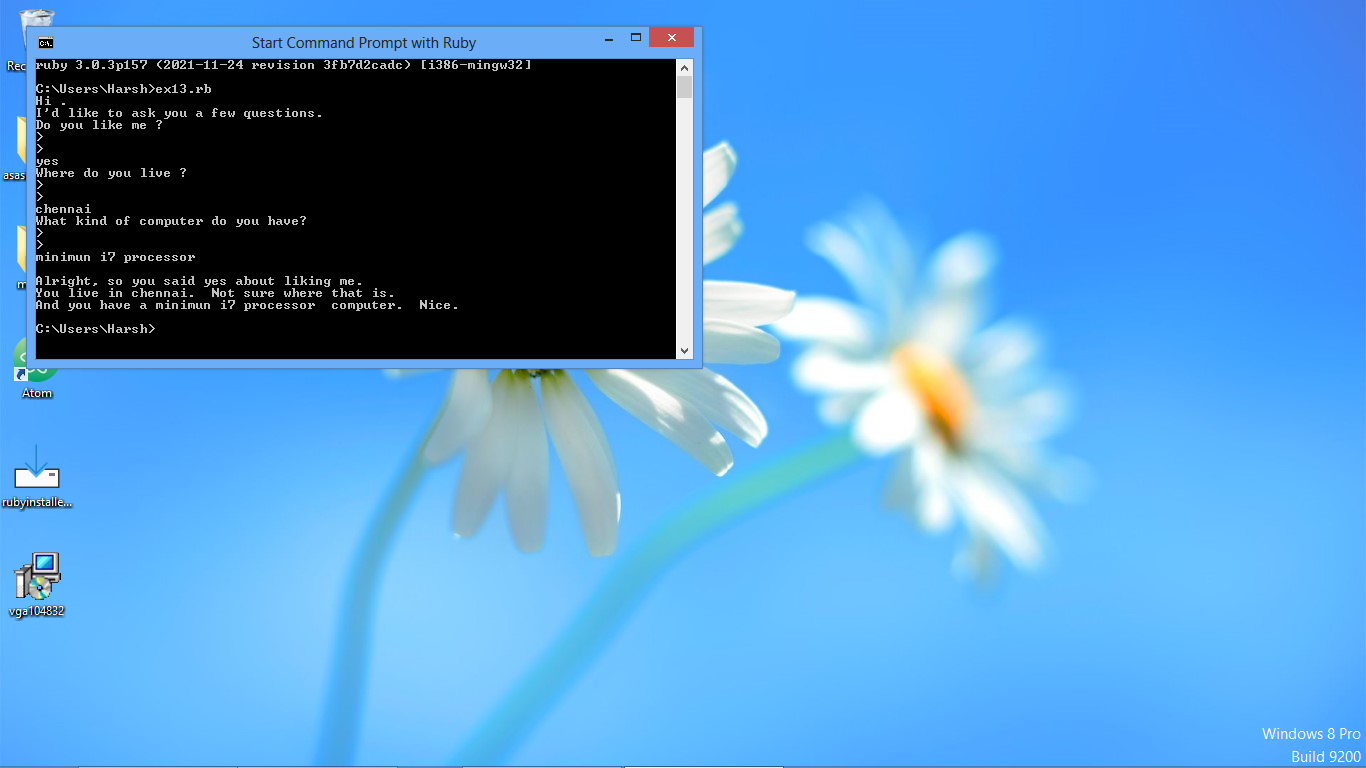 Start Command Prompt with Ruby
ruby 3.0.3p157 (2021-11-24 revision 3fb7d2cadc) [i386-mingw32]
C:\Users\Harsh>ex13.rb
Hi .
I'd like to ask you a few questions.
Do you like me ?
>
>
yes
Where do you live ?
>
>
chennai
What kind of computer do you have?
>
>
minimun i7 processor
Alright, so you said yes about liking me.
You live in chennai.  Not sure where that is.
And you have a minimun i7 processor  computer.  Nice.
C:\Users\Harsh>
Rec
asas
m
Atom
rubyinstalle...
vga104832
Windows 8 Pro
Build 9200